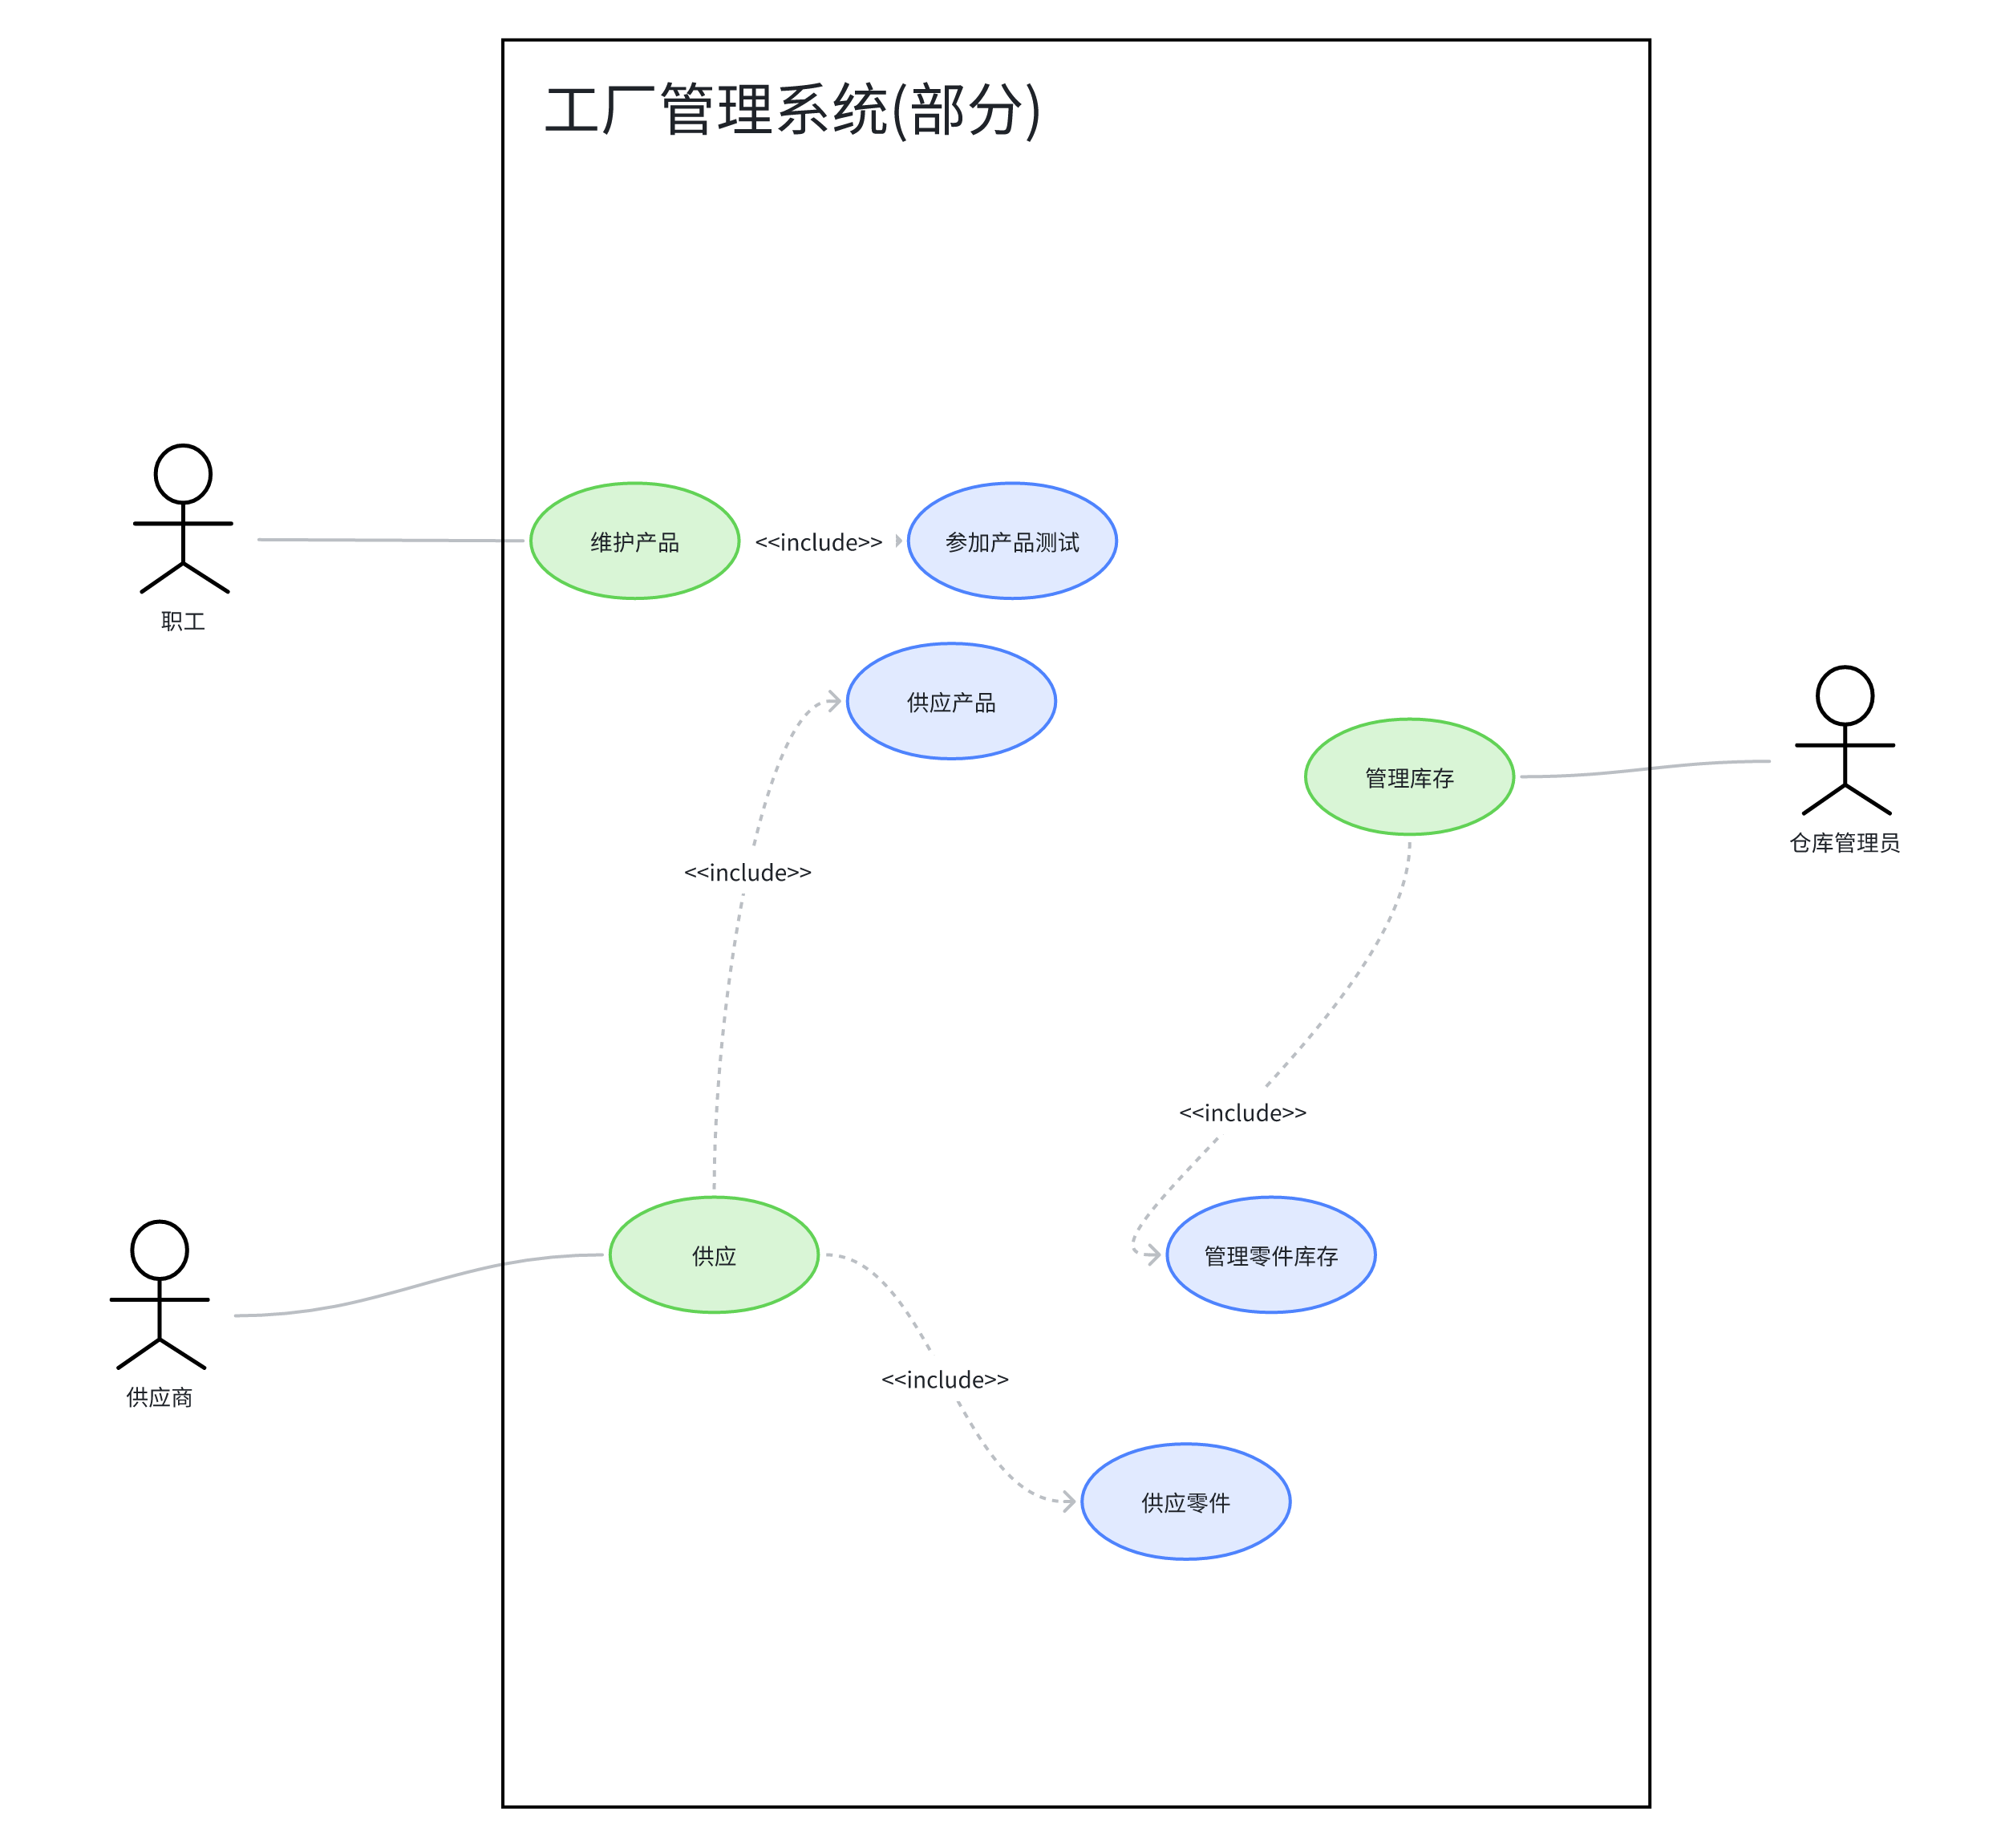 工厂管理系统(部分)
职工
维护产品
<<include>>
参加产品测试
供应产品
管理库存
仓库管理员
<<include>>
<<include>>
供应
管理零件库存
供应商
<<include>>
供应零件